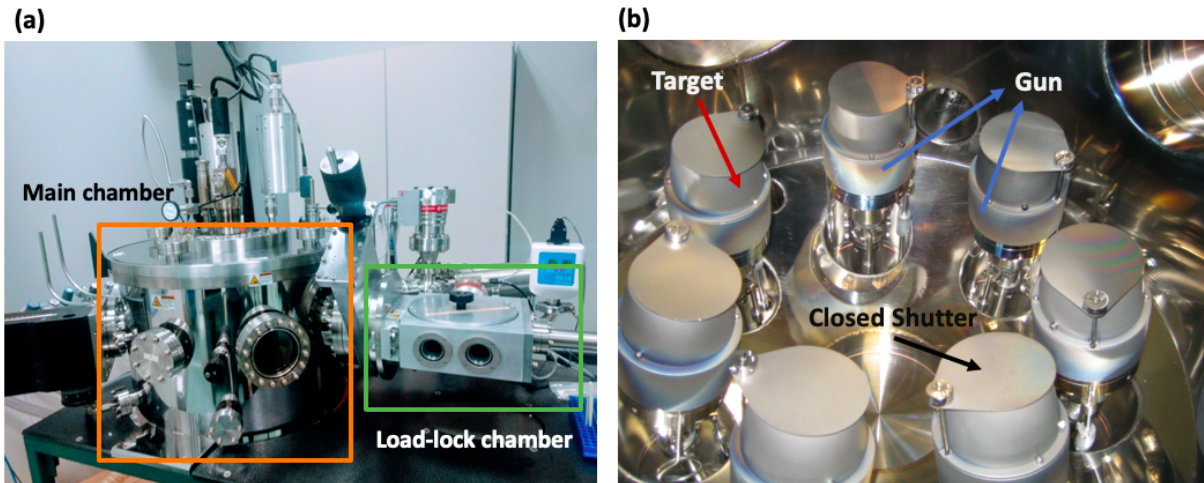 (a)
(b)
Main chamber
Load-lock chamber
Target
Gun
Closed Shutter